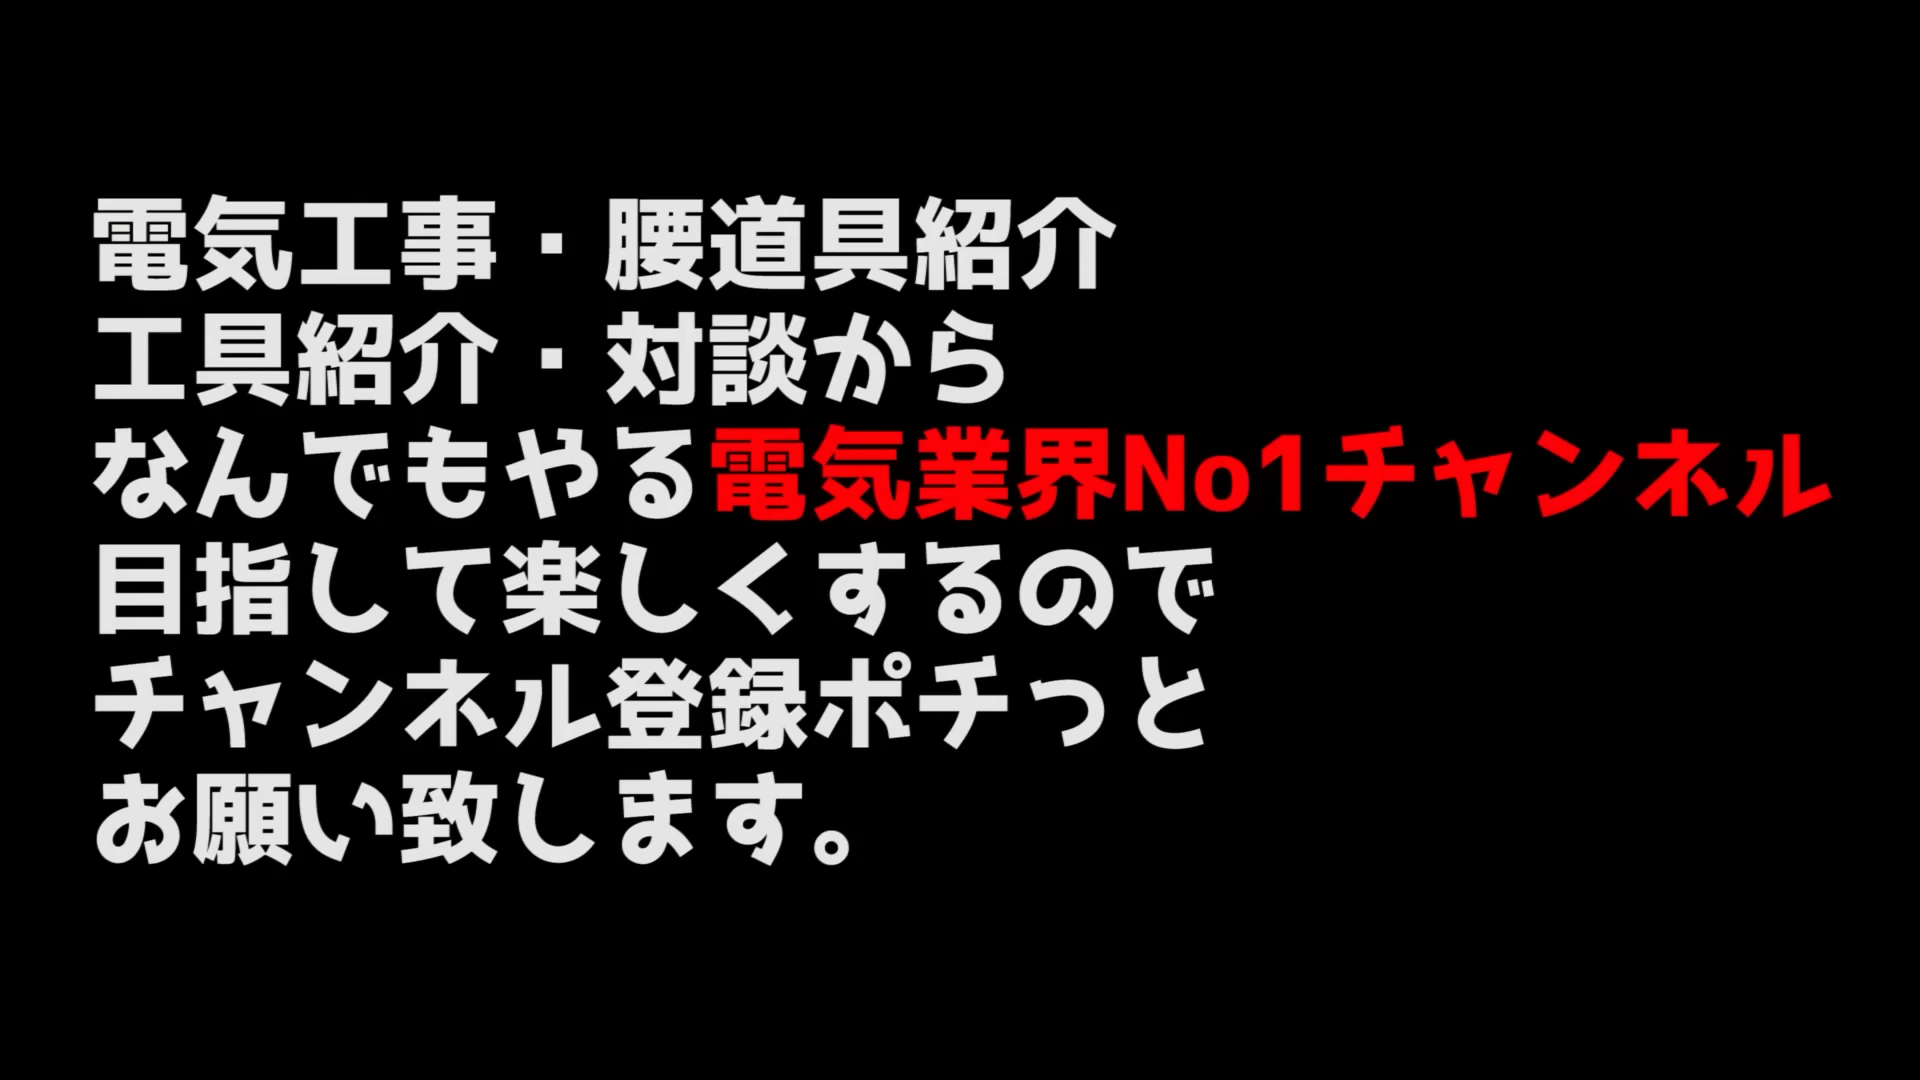 電気工事・腰道具紹介
工具紹介・対談から
なんでもやる電気業界No1チャンネル
目指して楽しくするので
チャンネル登録ポチっと
お願い致します。